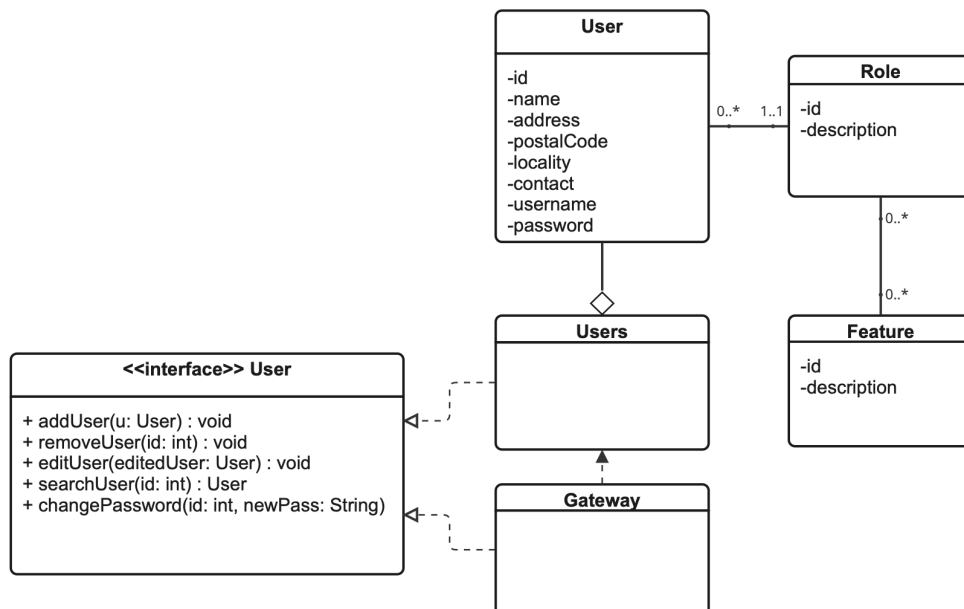 User
-id
-name
-address
-postalCode
-locality
-contact
-username
-password
0..*
1..1
Role
-id
-description
0..*
0..*
Users
Feature
-id
-description
<<interface>> User
+ addUser(u: User) : void
+ removeUser(id: int) : void
+ editUser(editedUser: User) : void
+ searchUser(id: int) : User
+ changePassword(id: int, newPass: String)
Gateway